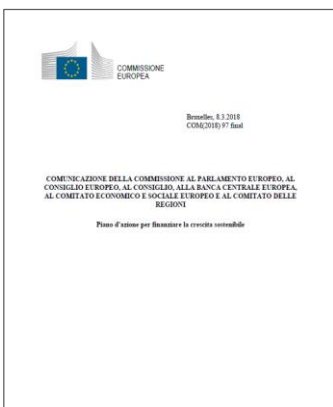 COMMISSIONE
EUROPEA
Bruxelles, 8.3.2018
COM(2018) 97 final
COMUNICAZIONE DELLA COMMISSIONE AL PARLAMENTO EUROPEO, AL
CONSIGLIO EUROPEO, AL CONSIGLIO, ALLA BANCA CENTRALE EUROPEA,
AL COMITATO ECONOMICO E SOCIALE EUROPEO E AL COMITATO DELLE
REGIONI
Piano d'azione per finanziare la crescita sostenibile